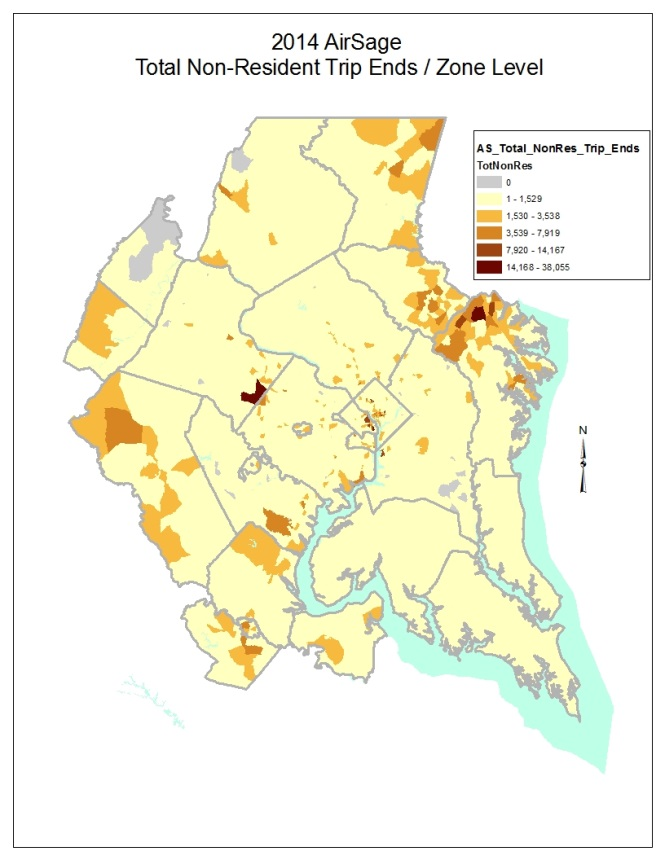 2014 AirSage
Total Non-Resident Trip Ends / Zone Level
AS_Total_NonRes_Trip_Ends
TotNonRes
0
1 - 1,529
1,530 - 3,538
3,539 - 7,919
7,920 - 14,167
14,168 - 38,055
N